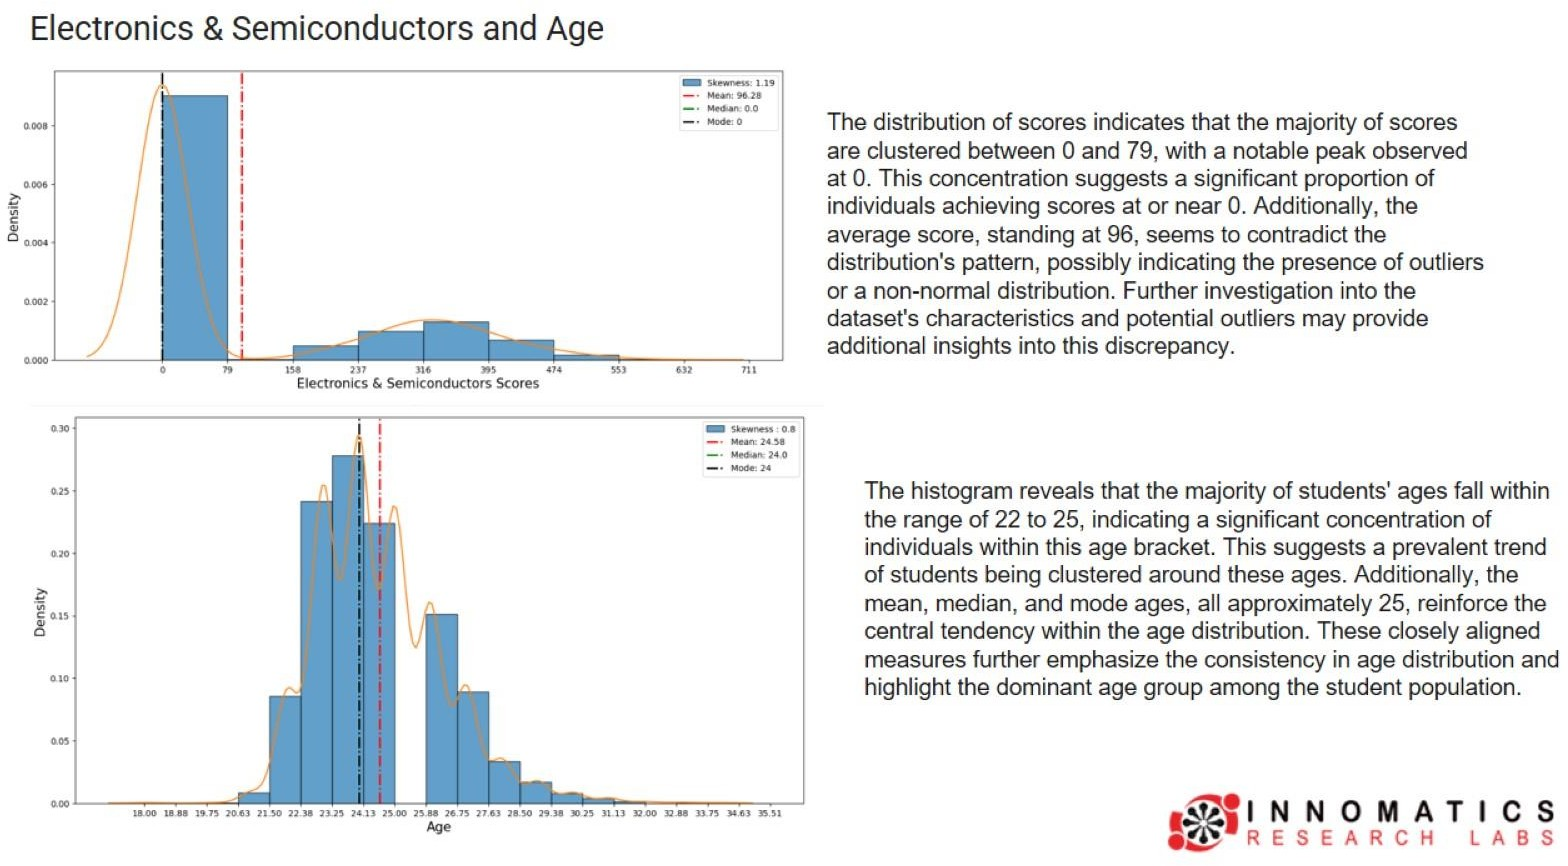 Electronics & Semiconductors and Age
Skewness: 1.19
Mean: 96.28
Median: 0.0
Mode: 0
0.008
0.006
0.004
0.002
0.000
Density
0 79 158 237 316 395 474 553 632 711
Electronics & Semiconductors Scores
The distribution of scores indicates that the majority of scores
are clustered between 0 and 79, with a notable peak observed
at 0. This concentration suggests a significant proportion of
individuals achieving scores at or near 0. Additionally, the
average score, standing at 96, seems to contradict the
distribution's pattern, possibly indicating the presence of outliers
or a non-normal distribution. Further investigation into the
dataset's characteristics and potential outliers may provide
additional insights into this discrepancy.
Skewness : 0.8
Mean: 24.58
Median: 24.0
Mode: 24
0.30
0.25
0.20
0.15
0.10
0.05
0.00
Density
18.00 18.88 19.75 20.63 21.50 22.38 23.25 24.13 25.00 25.88 26.75 27.63 28.50 29.38 30.25 31.13 32.00 32.88 33.75 34.63 35.51
Age
The histogram reveals that the majority of students' ages fall within
the range of 22 to 25, indicating a significant concentration of
individuals within this age bracket. This suggests a prevalent trend
of students being clustered around these ages. Additionally, the
mean, median, and mode ages, all approximately 25, reinforce the
central tendency within the age distribution. These closely aligned
measures further emphasize the consistency in age distribution and
highlight the dominant age group among the student population.
INNOMATICS
RESEARCH LABS